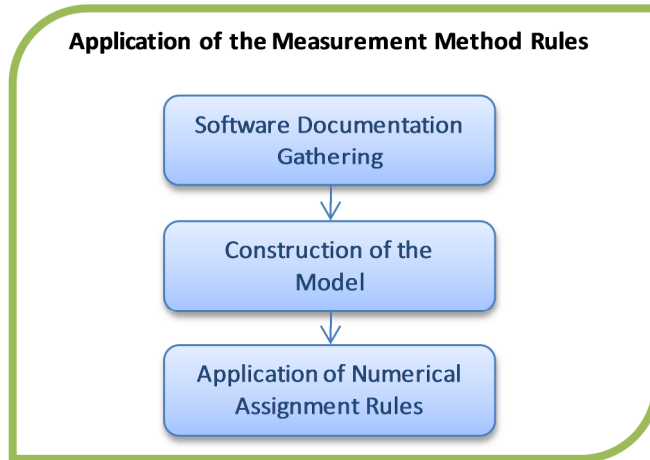 Application of the Measurement Method Rules
Software Documentation
Gathering
Construction of the
Model
Application of Numerical
Assignment Rules